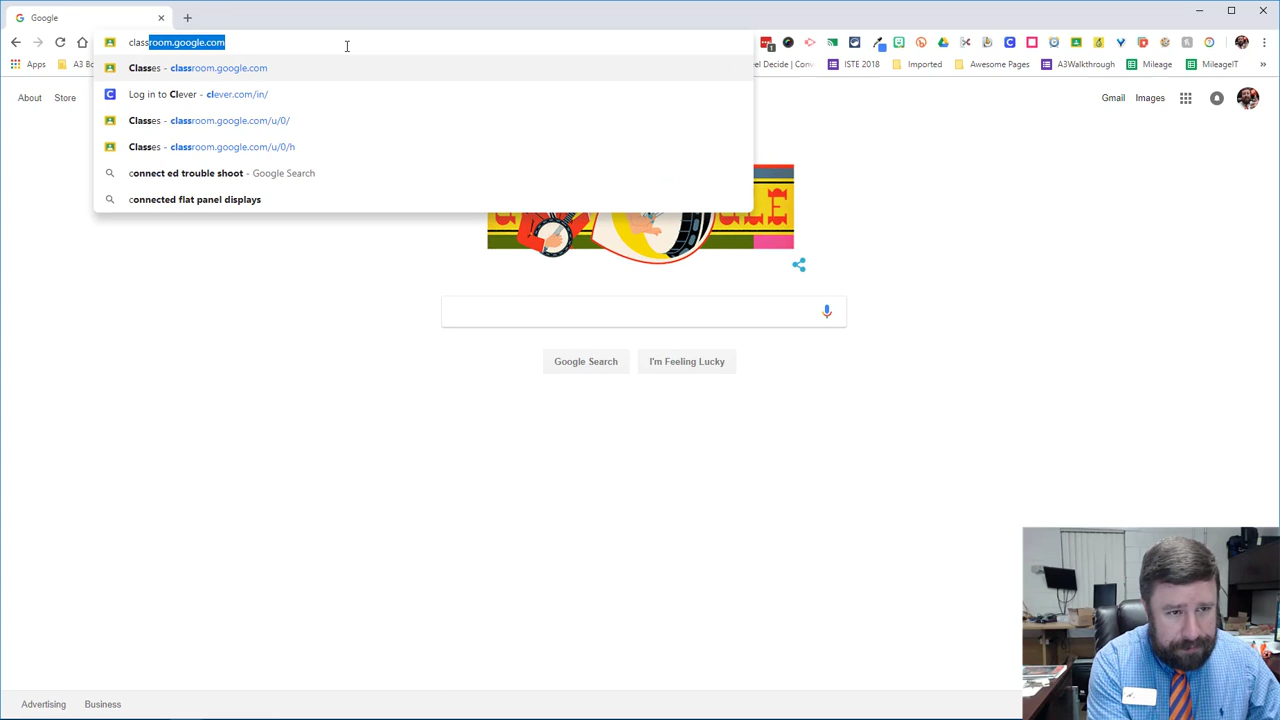 Google
classroom.google.com
Classes - classroom.google.com
Log in to Clever - clever.com/in/
Classes - classroom.google.com/u/0/
Classes - classroom.google.com/u/0/h
connect ed trouble shoot - Google Search
connected flat panel displays
1
Apps
ISTE 2018
Imported
Awesome Pages
A3Walkthrough
Mileage
MileageIT
About
Store
Gmail
Images
Google Search
I'm Feeling Lucky
Advertising
Business